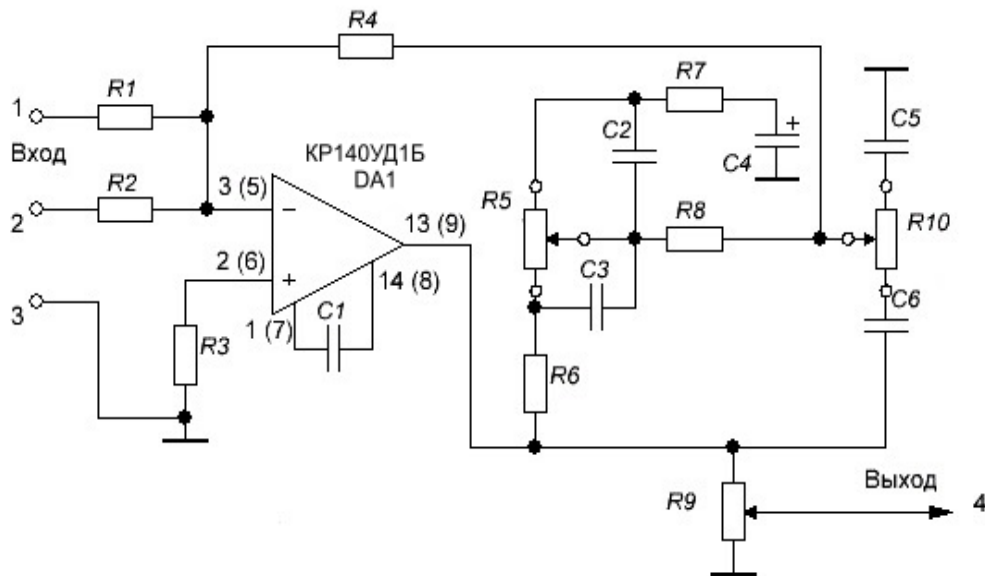 R4
R1
1
Вход
R2
2
3
КР140УД1Б
DA1
3 (5)
−
13 (9)
2 (6)
+
14 (8)
1 (7)
C1
R3
R7
C2
+
C4
C5
R5
R8
R10
C3
C6
R6
R9
Выход
4